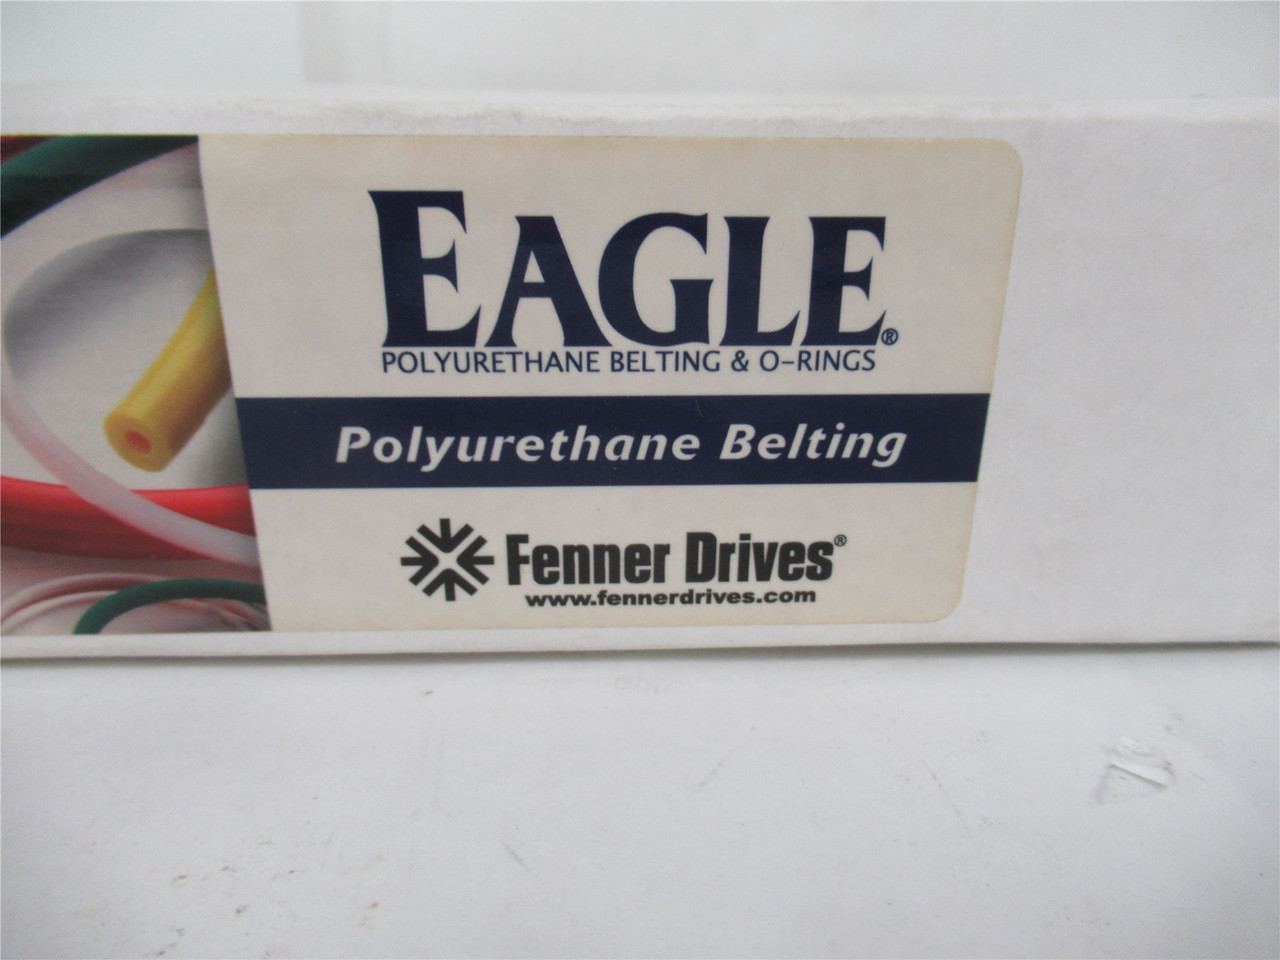 EAGLE®
POLYURETHANE BELTING & O-RINGS
Polyurethane Belting
Fenner Drives®
www.fennerdrives.com